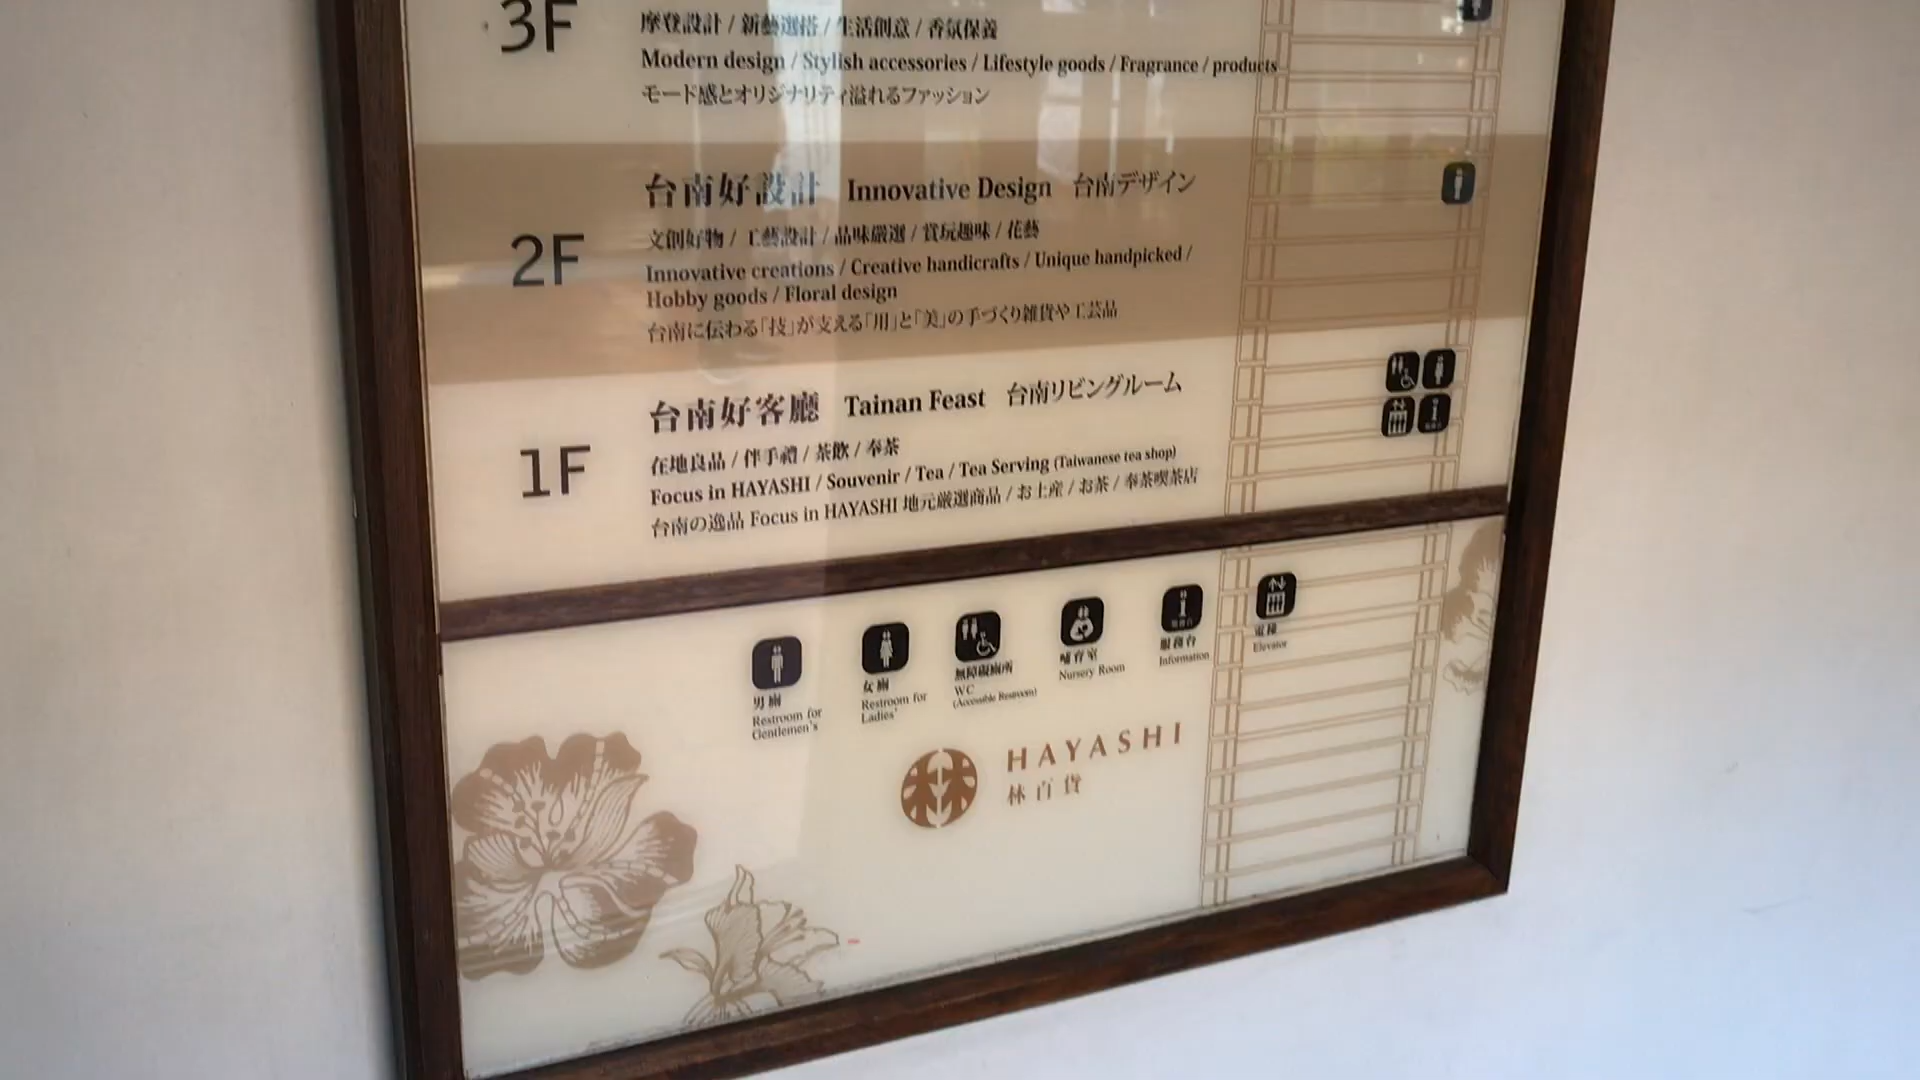 3F
摩登設計 / 新藝選搭 / 生活創意 / 香氛保養
Modern design / Stylish accessories / Lifestyle goods / Fragrance / products
モード感とオリジナリティ溢れるファッション
台南好設計 Innovative Design 台南デザイン
2F
文創好物 / 工藝設計 / 品味嚴選 / 賞玩趣味 / 花藝
Innovative creations / Creative handicrafts / Unique handpicked /
Hobby goods / Floral design
台南に伝わる「技」が支える「用」と「美」の手づくり雑貨や工芸品
台南好客廳 Tainan Feast 台南リビングルーム
1F
在地良品 / 伴手禮 / 茶飲 / 奉茶
Focus in HAYASHI / Souvenir / Tea / Tea Serving (Taiwanese tea shop)
台南の逸品 Focus in HAYASHI 地元厳選商品 / お土産 / お茶 / 奉茶喫茶店
男廁
Restroom for
Gentlemen's
女廁
Restroom for
Ladies'
無障礙廁所
WC
(Accessible Restroom)
哺育室
Nursery Room
服務台
Information
電梯
Elevator
林
HAYASHI
林百貨